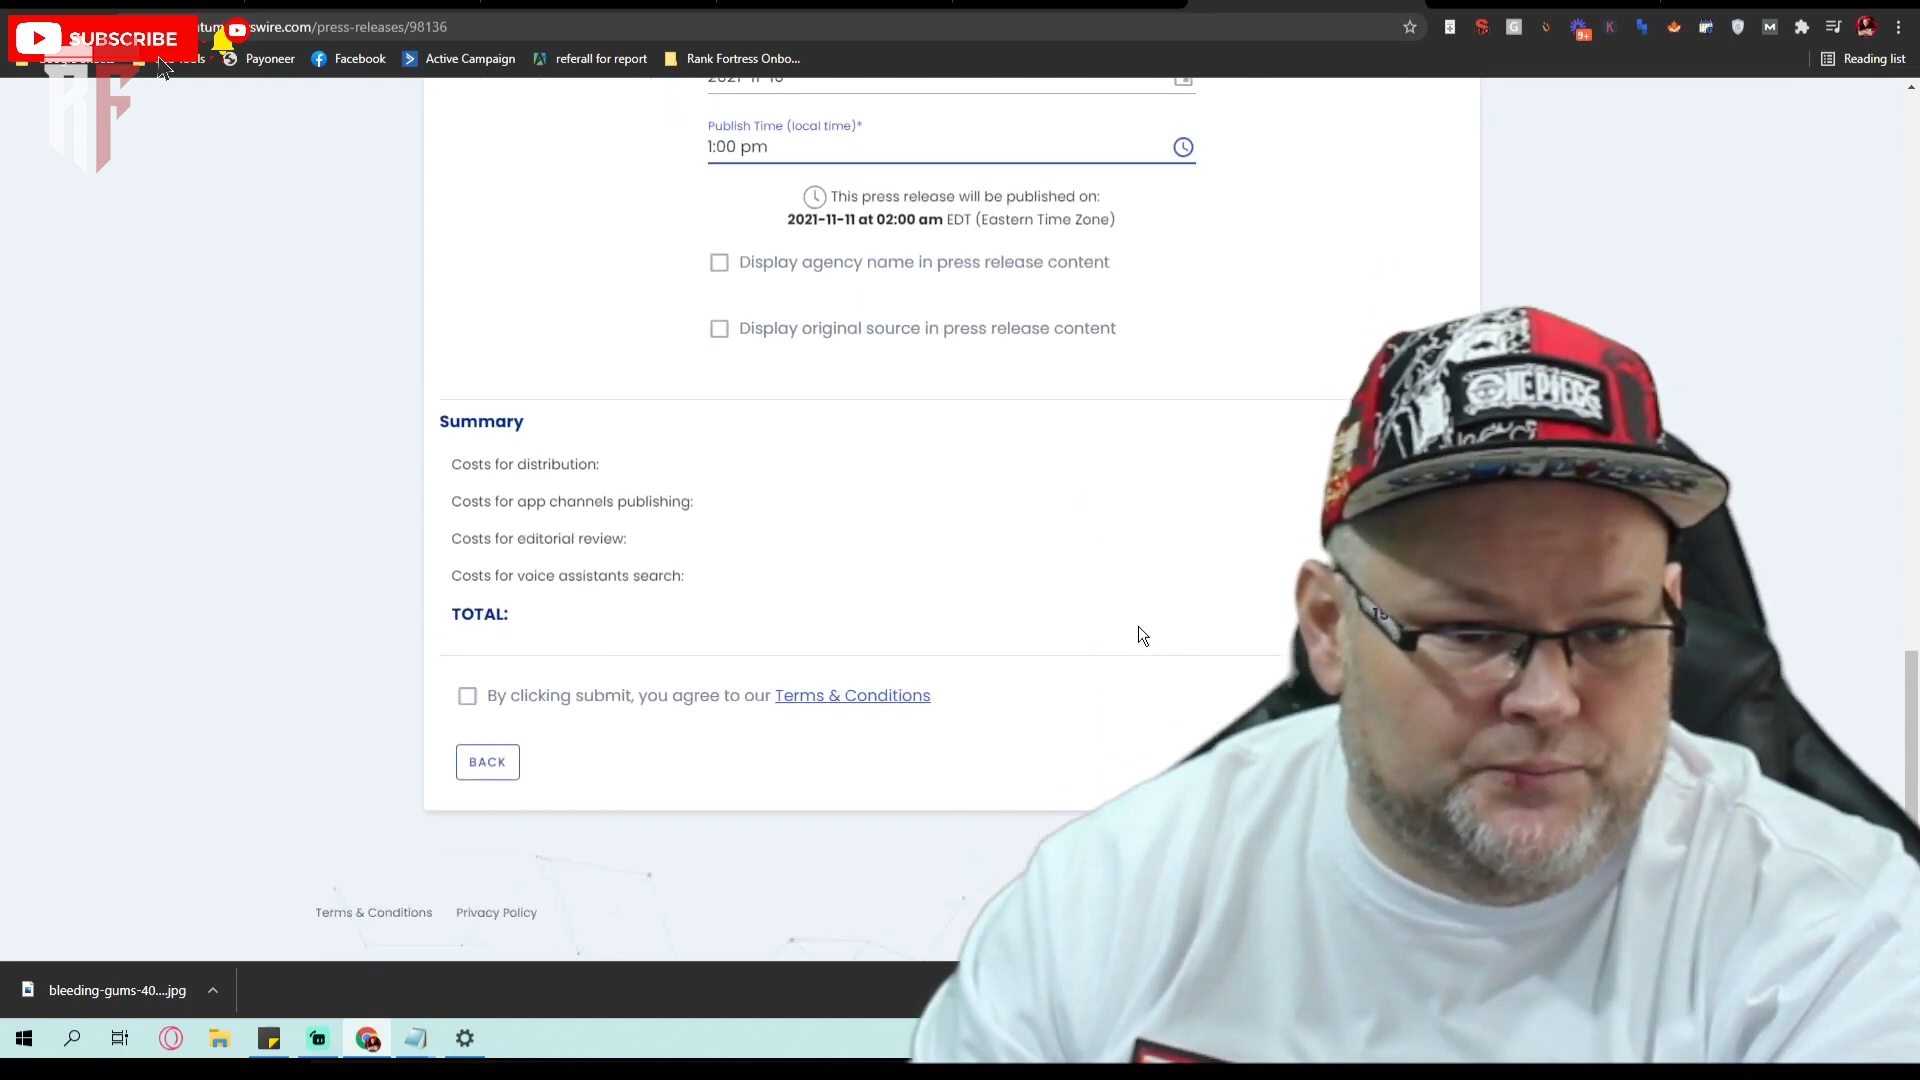 SUBSCRIBE
swire.com/press-releases/98136
Payoneer
Facebook
Active Campaign
referall for report
Rank Fortress Onbo...
Reading list
RF
Publish Time (local time)*
1:00 pm
This press release will be published on:
2021-11-11 at 02:00 am EDT (Eastern Time Zone)
Display agency name in press release content
Display original source in press release content
ONE PIECE
Summary
Costs for distribution:
Costs for app channels publishing:
Costs for editorial review:
Costs for voice assistants search:
TOTAL:
By clicking submit, you agree to our Terms & Conditions
BACK
Terms & Conditions
Privacy Policy
bleeding-gums-40....jpg